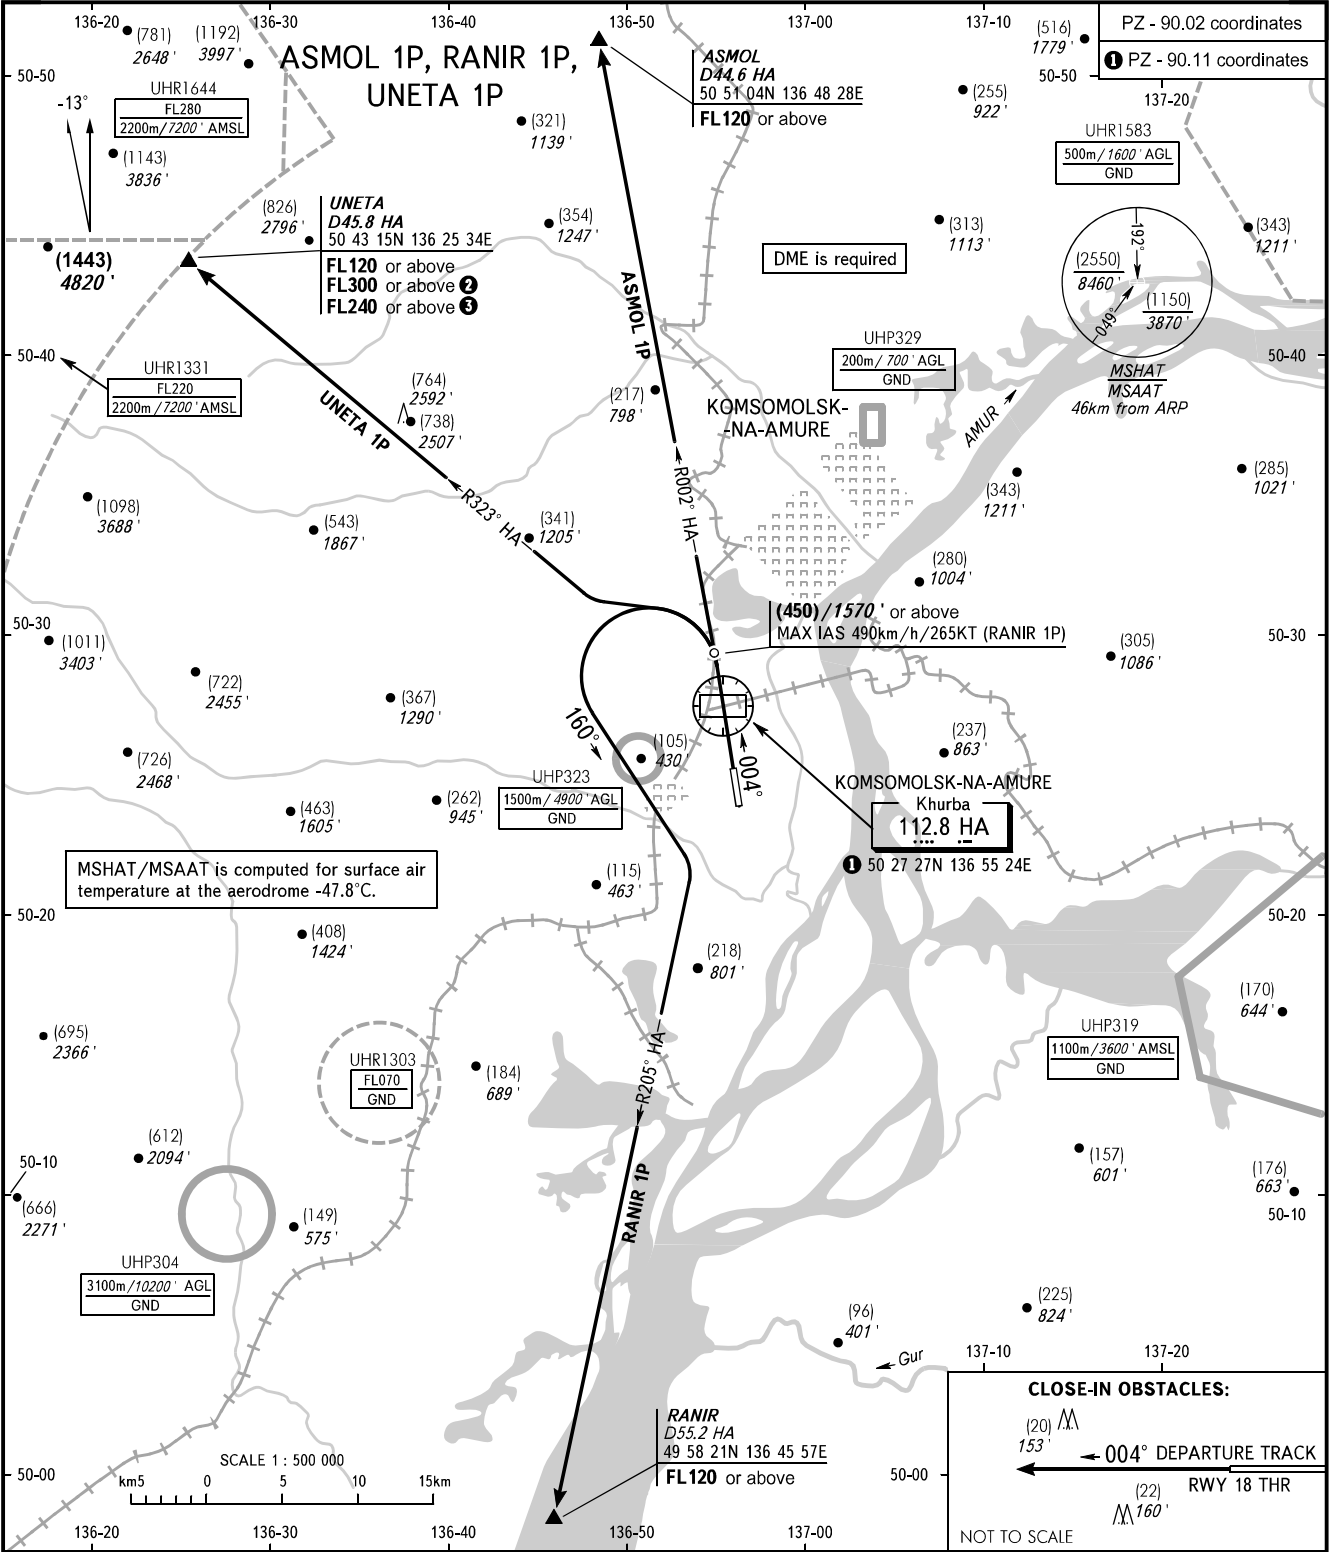 136-20
136-30
136-40
136-50
137-00
137-10
PZ - 90.02 coordinates
❶ PZ - 90.11 coordinates
ASMOL 1P, RANIR 1P,
UNETA 1P
(781)
2648'
(1192)
3997'
50-50
-13°
UHR1644
FL280
2200m/7200' AMSL
(1143)
3836'
(321)
1139'
ASMOL
D44.6 HA
50 51 04N 136 48 28E
FL120 or above
(516)
1779'
50-50
137-20
(255)
922'
UHR1583
500m/1600' AGL
GND
(826)
2796'
UNETA
D45.8 HA
50 43 15N 136 25 34E
FL120 or above
FL300 or above ❷
FL240 or above ❸
(354)
1247'
(313)
1113'
DME is required
192°
(2550)
8460'
049°
(1150)
3870'
MSHAT
MSAAT
46km from ARP
(343)
1211'
(1443)
4820'
ASMOL 1P
50-40
UHR1331
FL220
2200m/7200' AMSL
UNETA 1P
(764)
2592'
(738)
2507'
(217)
798'
UHP329
200m/700' AGL
GND
KOMSOMOLSK-
-NA-AMURE
AMUR
50-40
(1098)
3688'
(543)
1867'
R323° HA
(341)
1205'
R002° HA
(343)
1211'
(285)
1021'
(280)
1004'
50-30
(450)/1570' or above
MAX IAS 490km/h/265KT (RANIR 1P)
50-30
(1011)
3403'
(722)
2455'
(367)
1290'
(305)
1086'
160°
(105)
430'
004°
(237)
863'
(726)
2468'
(463)
1605'
(262)
945'
UHP323
1500m/4900' AGL
GND
KOMSOMOLSK-NA-AMURE
Khurba
112.8 HA
❶ 50 27 27N 136 55 24E
MSHAT/MSAAT is computed for surface air
temperature at the aerodrome -47.8°C.
(115)
463'
50-20
50-20
(408)
1424'
(218)
801'
(170)
644'
(695)
2366'
UHR1303
FL070
GND
(184)
689'
R205° HA
UHP319
1100m/3600' AMSL
GND
(612)
2094'
50-10
(666)
2271'
(149)
575'
RANIR 1P
(157)
601'
(176)
663'
50-10
UHP304
3100m/10200' AGL
GND
(225)
824'
(96)
401'
Gur
137-10
137-20
RANIR
D55.2 HA
49 58 21N 136 45 57E
FL120 or above
CLOSE-IN OBSTACLES:
(20)
153'
004° DEPARTURE TRACK
RWY 18 THR
(22)
160'
NOT TO SCALE
50-00
50-00
SCALE 1 : 500 000
km5 0 5 10 15km
136-20
136-30
136-40
136-50
137-00